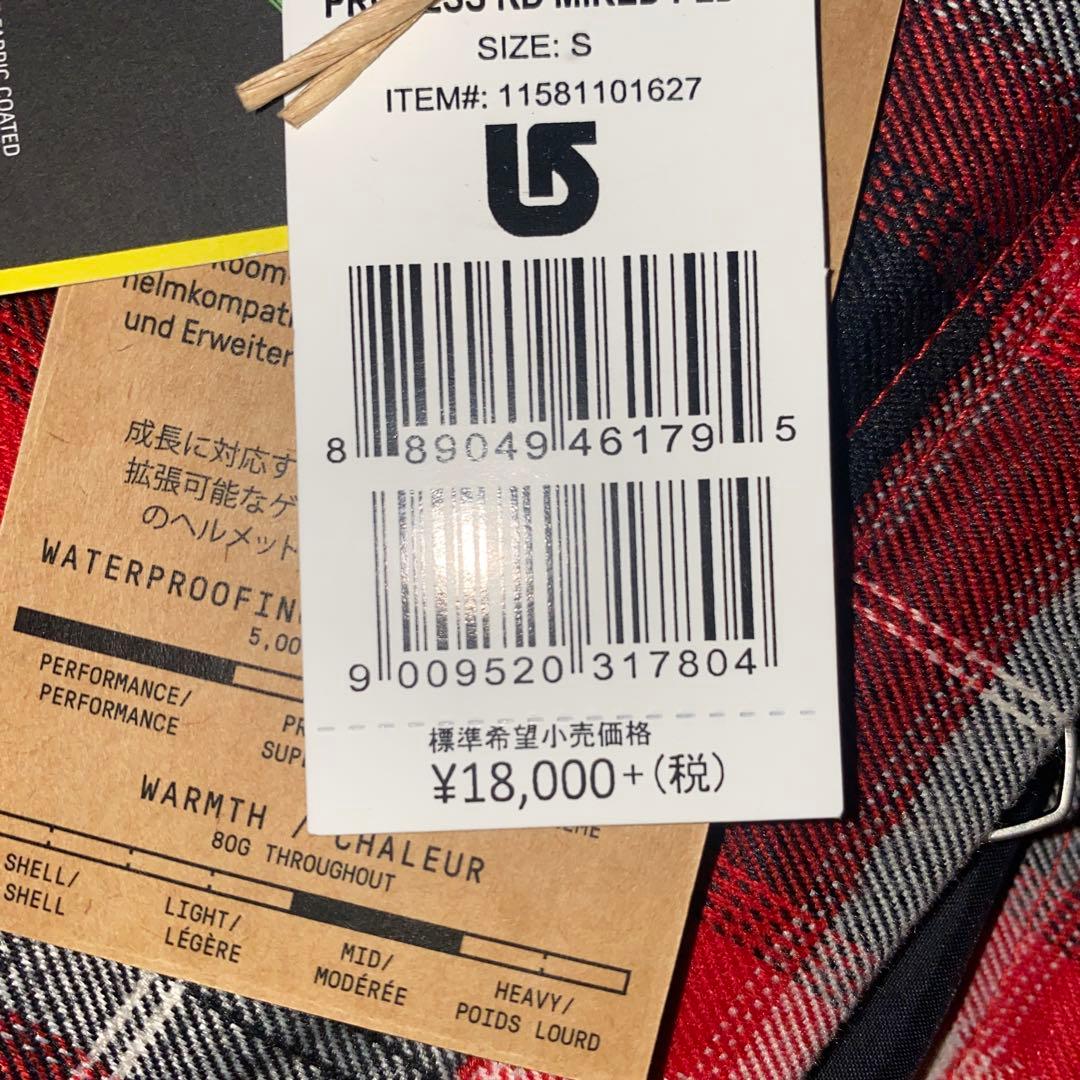 FABRIC COATED
SIZE: S
ITEM#: 11581101627
8 89049 46179 5
9 009520 317804
標準希望小売価格
¥18,000+(税)
Room-
helmkompati
und Erweiter
成長に対応す
拡張可能なゲ
のヘルメット
WATERPROOFIN
5,00
PERFORMANCE/
PERFORMANCE
PR
SUP
WARMTH / CHALEUR
80G THROUGHOUT
SHELL/
SHELL
LIGHT/
LÉGÈRE
MID/
MODÉRÉE
HEAVY/
POIDS LOURD